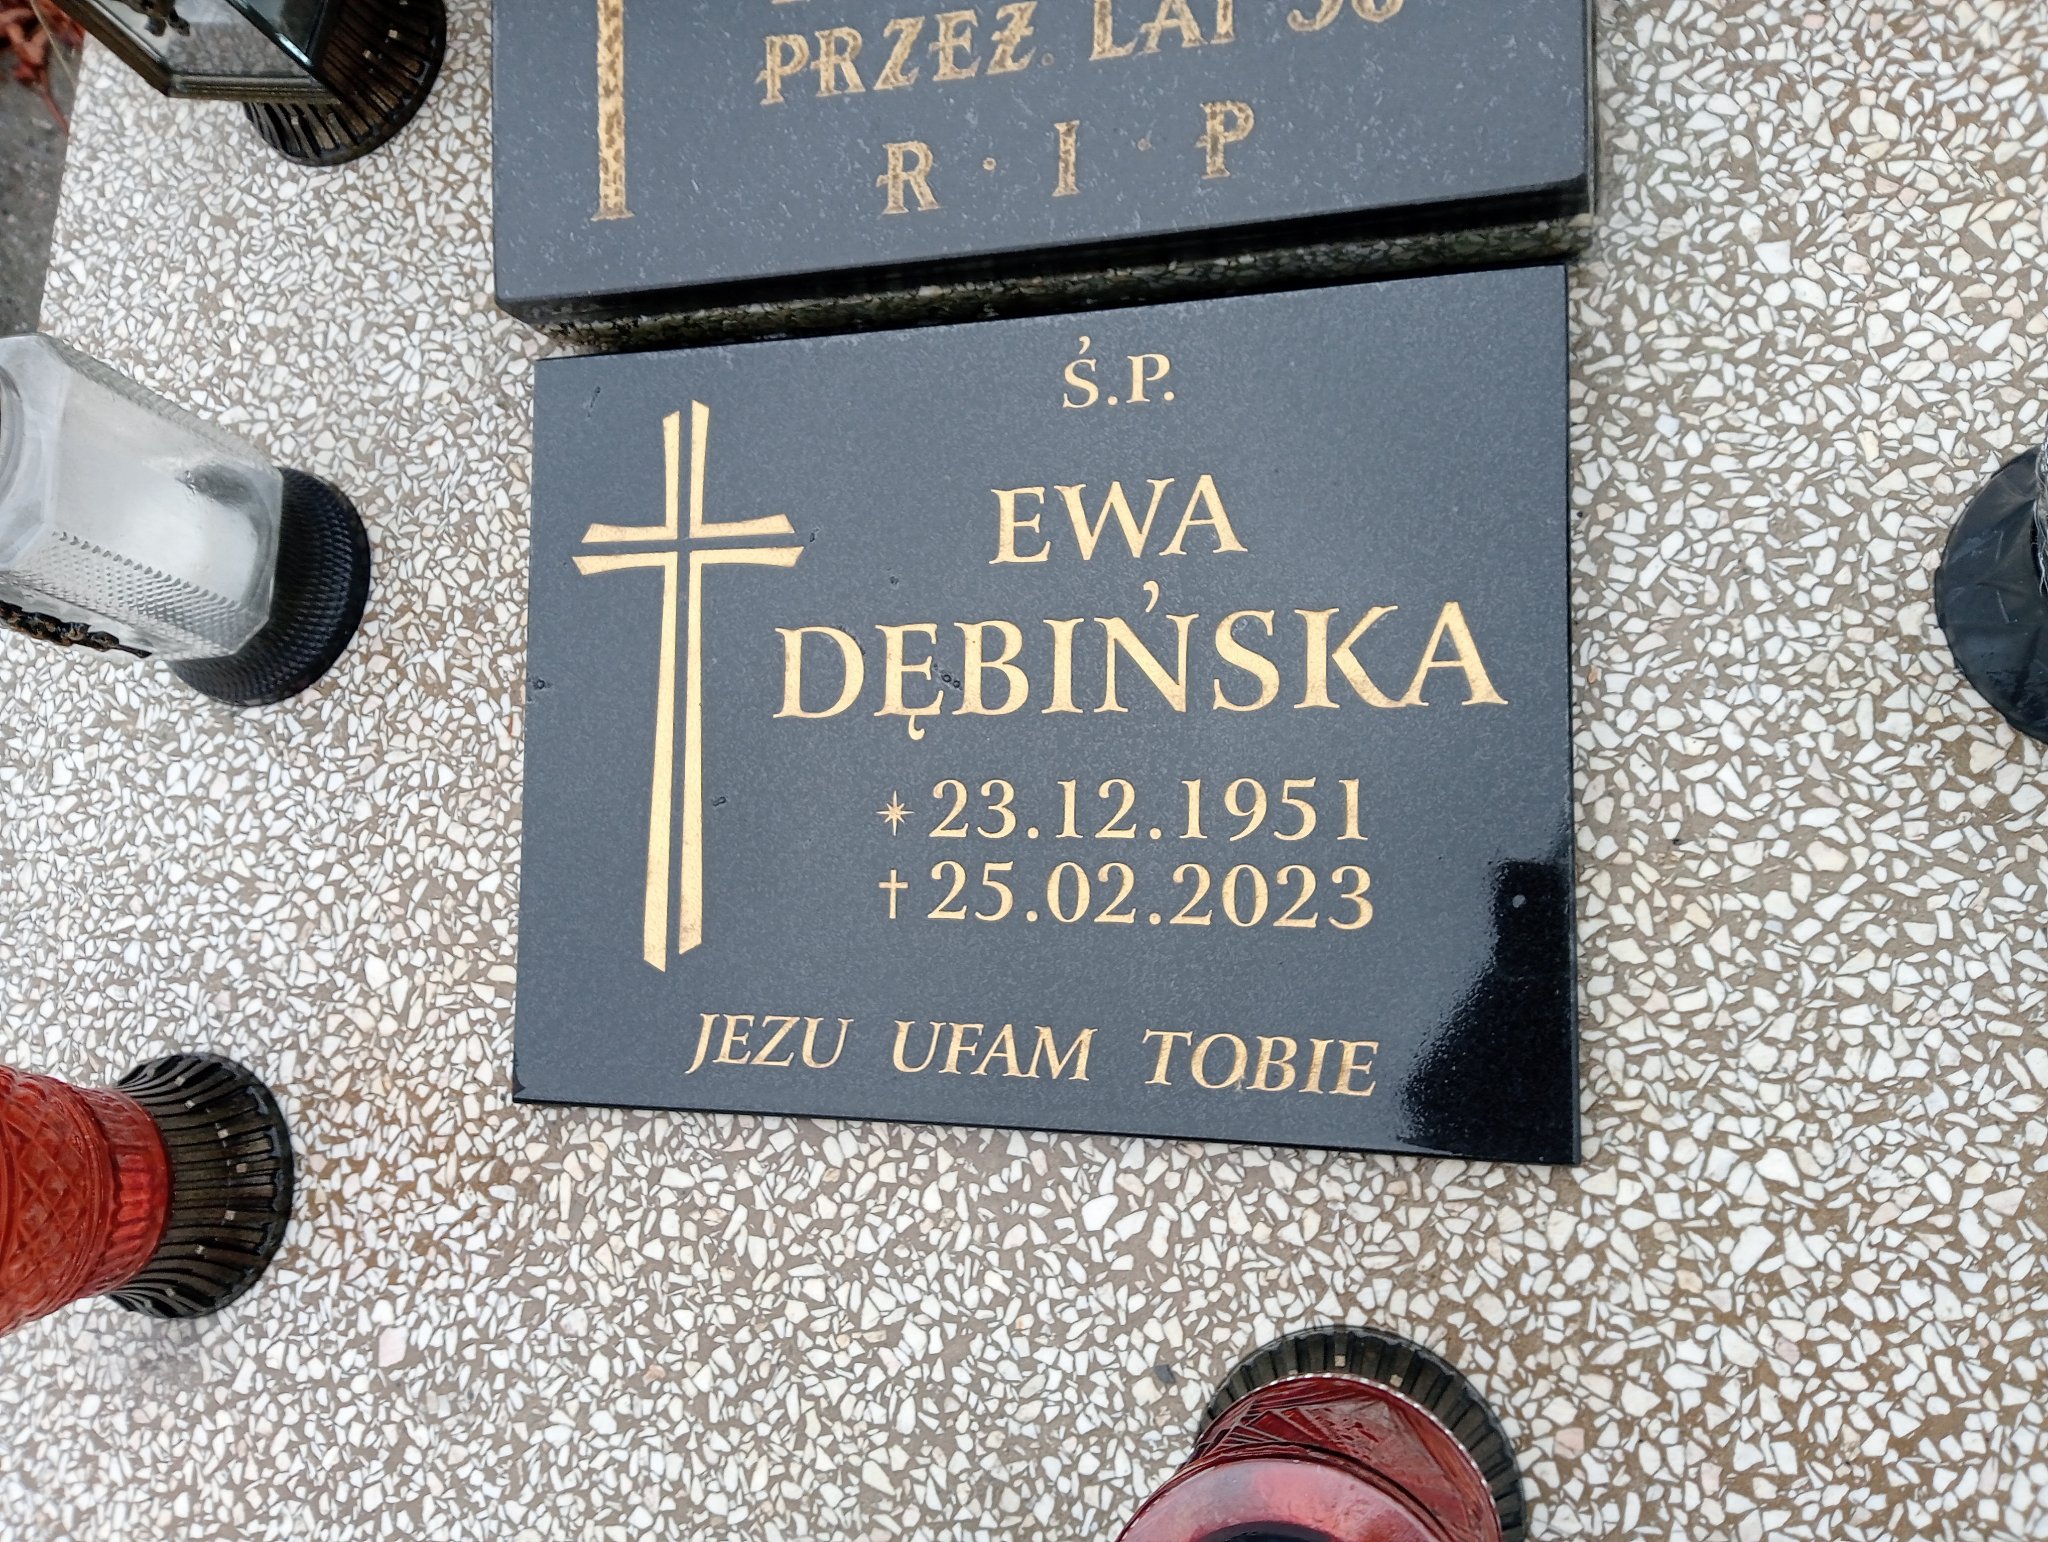 PRZEŻ. LAT
R · I · P
Ś.P.
EWA
DĘBIŃSKA
* 23.12.1951
† 25.02.2023
JEZU UFAM TOBIE